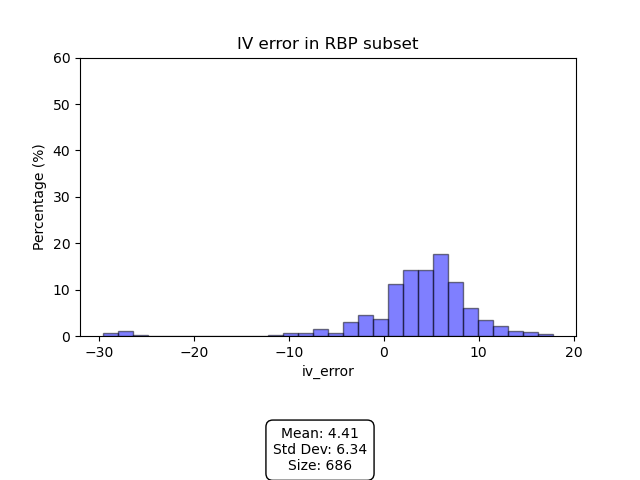 IV error in RBP subset
60
50
40
30
20
10
0
Percentage (%)
−30
−20
−10
0
10
20
iv_error
Mean: 4.41
Std Dev: 6.34
Size: 686